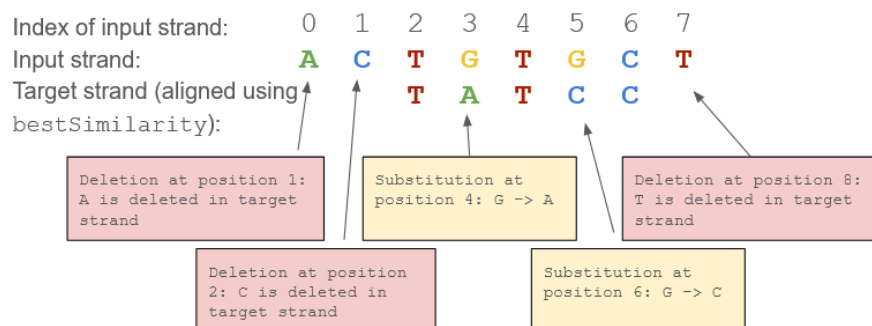 Index of input strand: 0 1 2 3 4 5 6 7
Input strand: A C T G T G C T
Target strand (aligned using T A T C C
bestSimilarity):
Deletion at position 1:
A is deleted in target
strand
Substitution at
position 4: G -> A
Deletion at position 8:
T is deleted in target
strand
Deletion at position
2: C is deleted in
target strand
Substitution at
position 6: G -> C